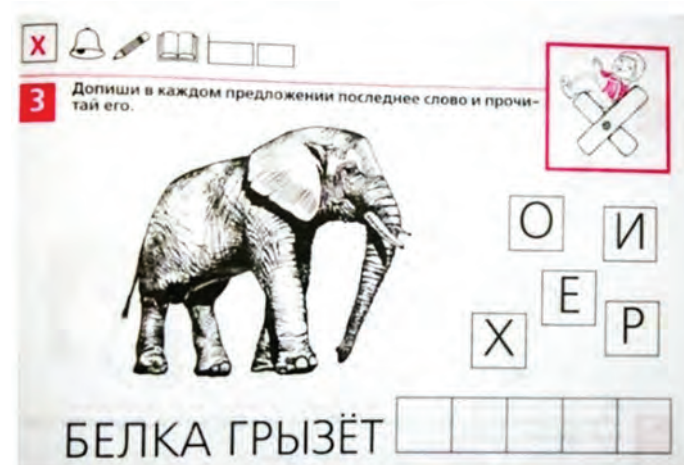 Х
3
Допиши в каждом предложении последнее слово и прочи-
тай его.
О И
Е
Х Р
БЕЛКА ГРЫЗЁТ